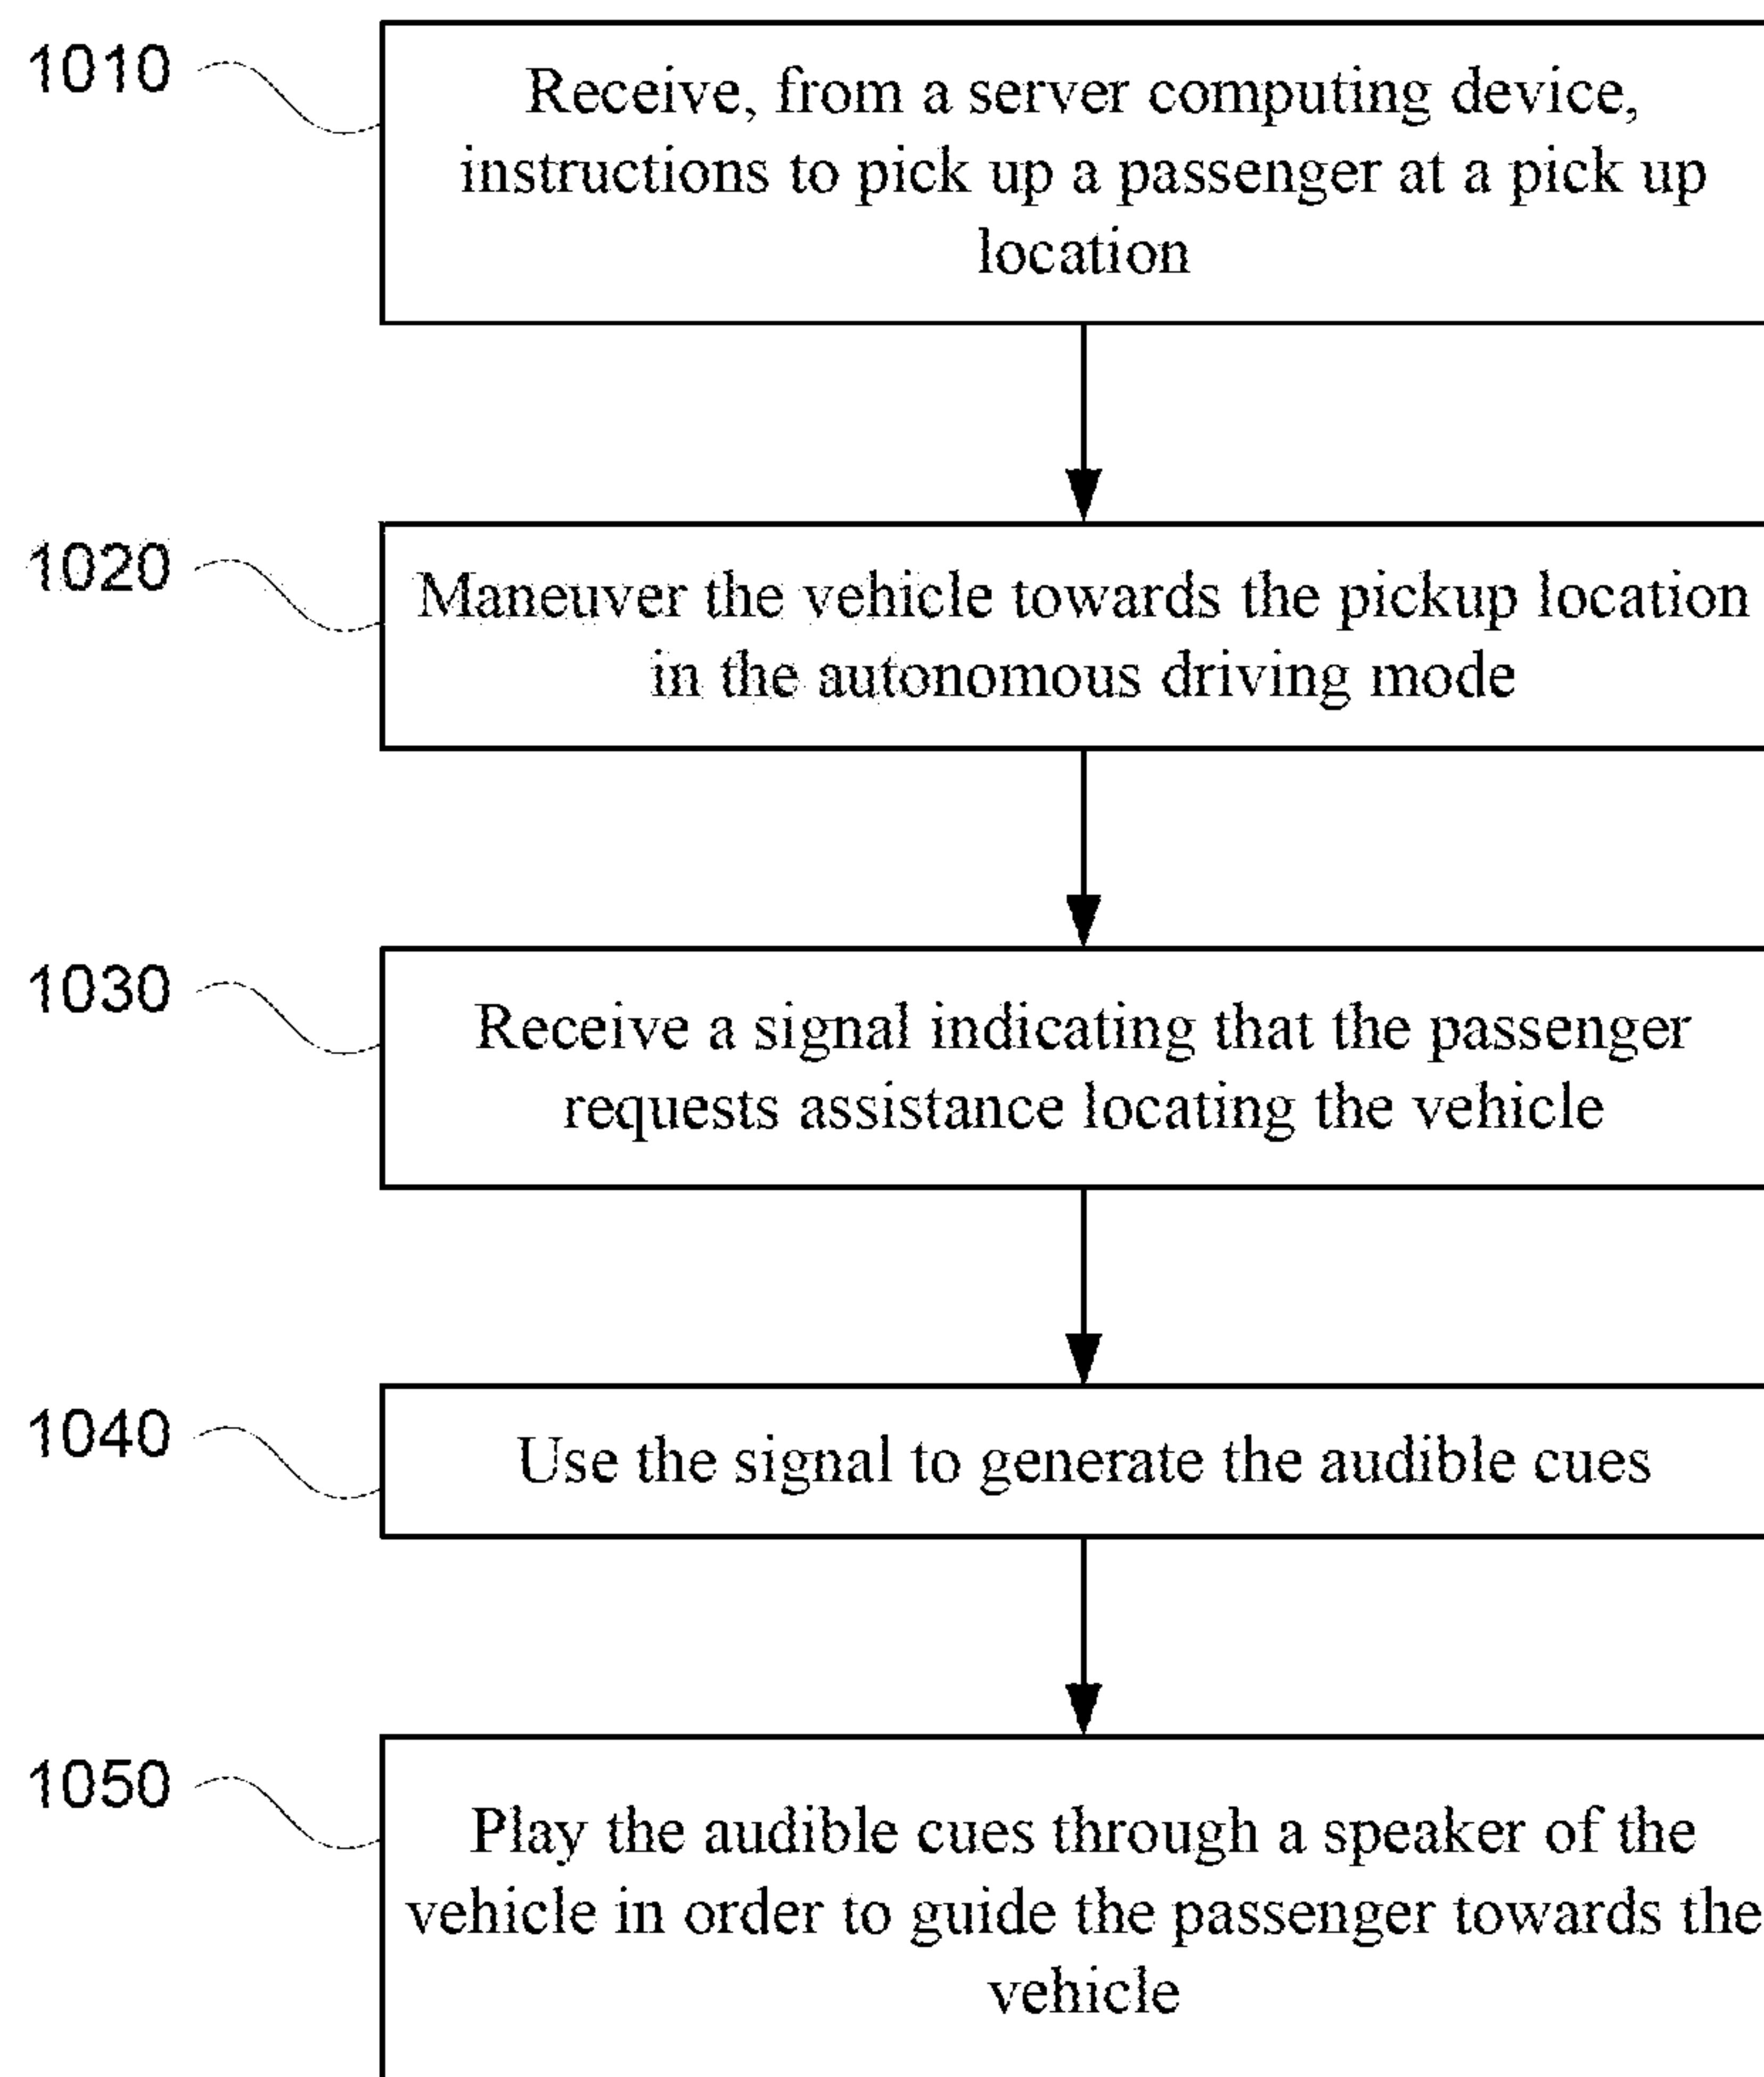 1010
Receive, from a server computing device,
instructions to pick up a passenger at a pick up
location
1020
Maneuver the vehicle towards the pickup location
in the autonomous driving mode
1030
Receive a signal indicating that the passenger
requests assistance locating the vehicle
1040
Use the signal to generate the audible cues
1050
Play the audible cues through a speaker of the
vehicle in order to guide the passenger towards the
vehicle